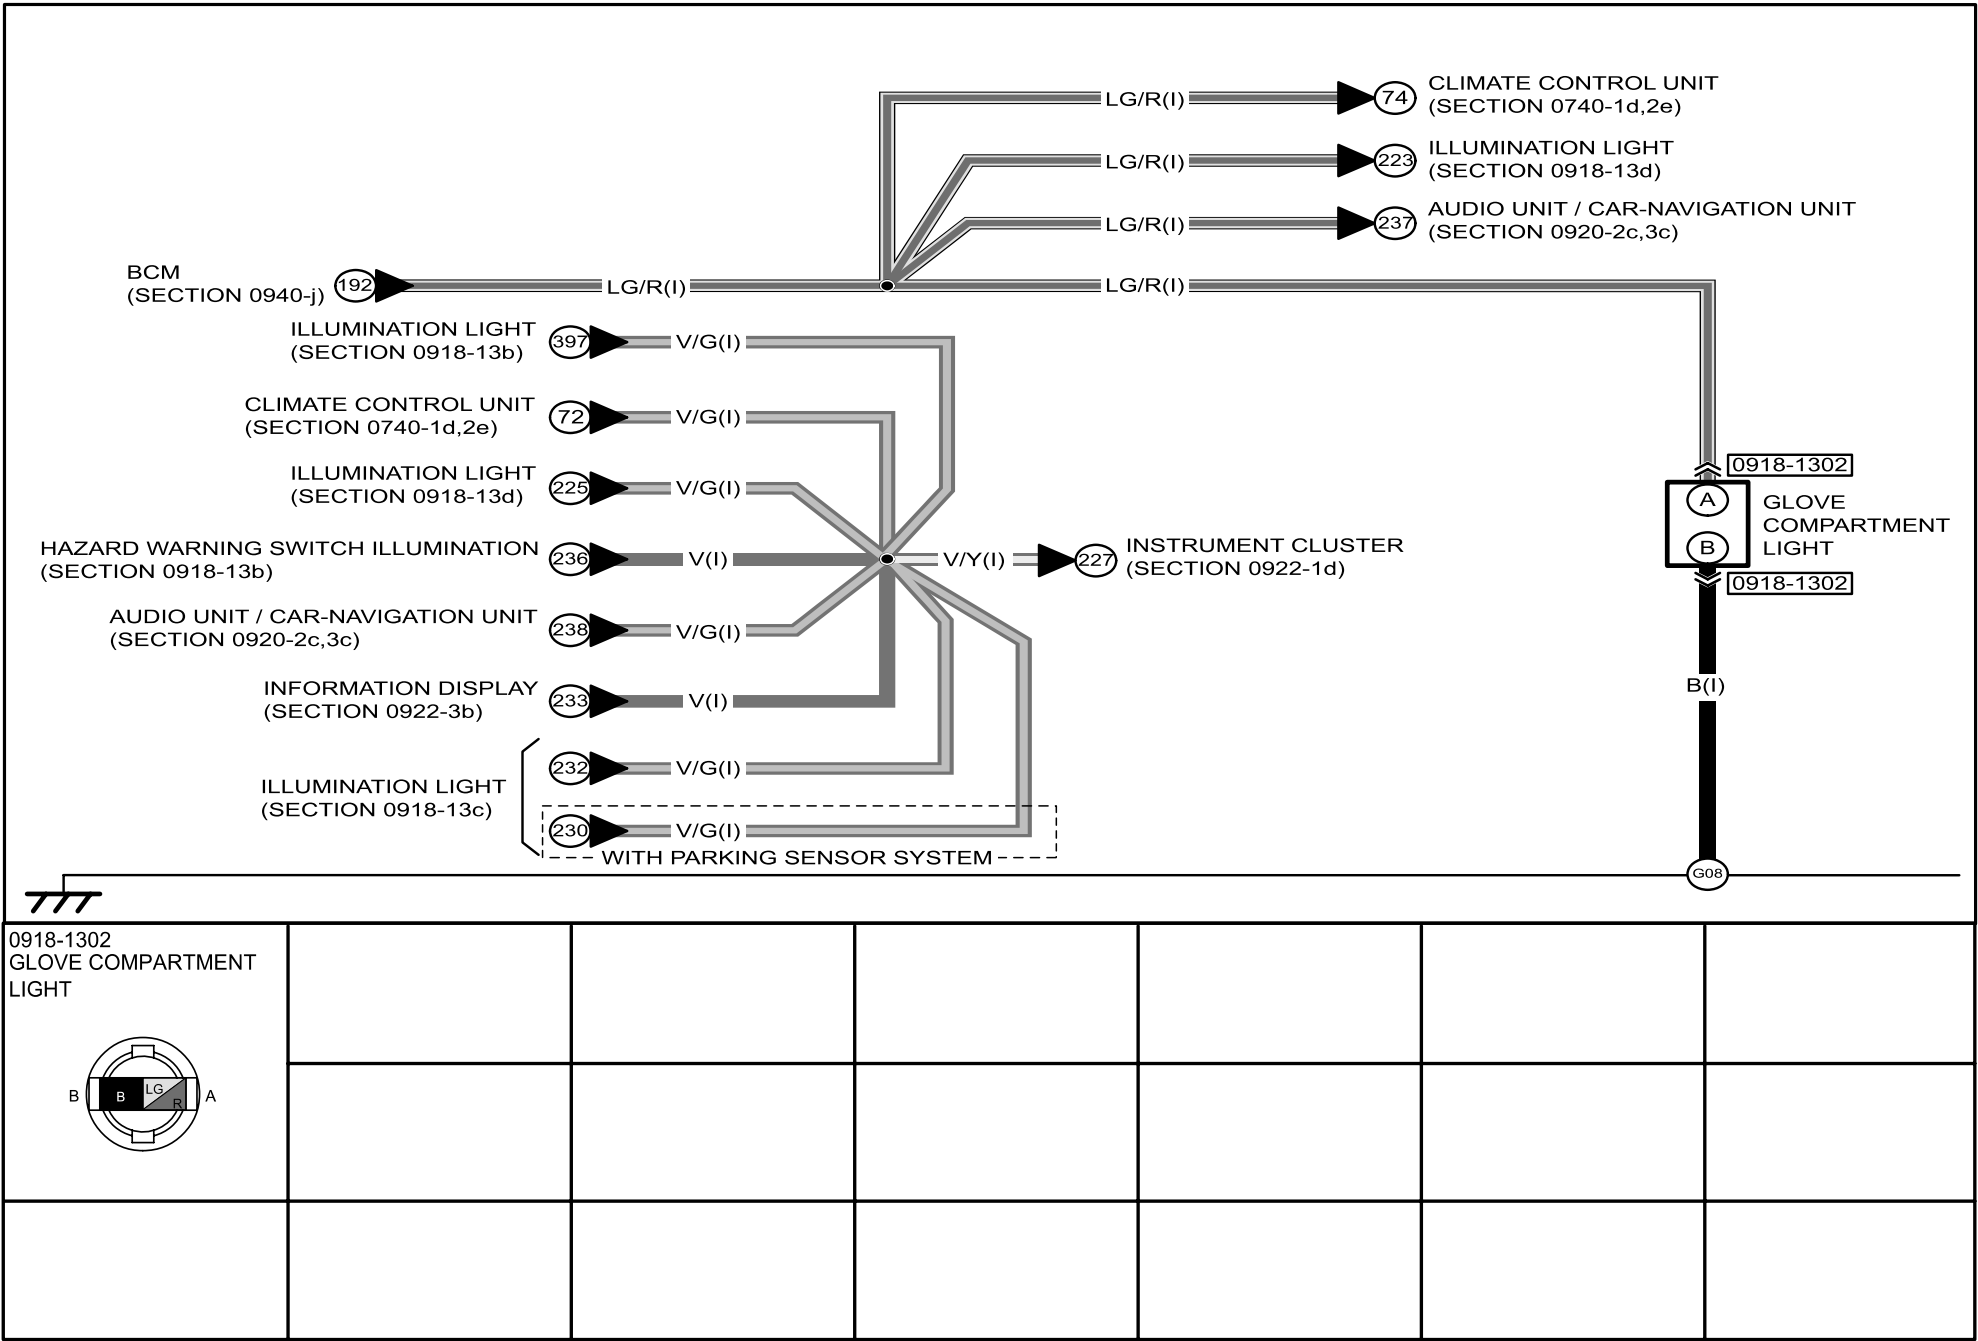 LG/R(I)
74
CLIMATE CONTROL UNIT
(SECTION 0740-1d,2e)
LG/R(I)
223
ILLUMINATION LIGHT
(SECTION 0918-13d)
LG/R(I)
237
AUDIO UNIT / CAR-NAVIGATION UNIT
(SECTION 0920-2c,3c)
BCM
(SECTION 0940-j)
192
LG/R(I)
LG/R(I)
ILLUMINATION LIGHT
(SECTION 0918-13b)
397
V/G(I)
CLIMATE CONTROL UNIT
(SECTION 0740-1d,2e)
72
V/G(I)
ILLUMINATION LIGHT
(SECTION 0918-13d)
225
V/G(I)
HAZARD WARNING SWITCH ILLUMINATION
(SECTION 0918-13b)
236
V(I)
V/Y(I)
227
INSTRUMENT CLUSTER
(SECTION 0922-1d)
AUDIO UNIT / CAR-NAVIGATION UNIT
(SECTION 0920-2c,3c)
238
V/G(I)
INFORMATION DISPLAY
(SECTION 0922-3b)
233
V(I)
ILLUMINATION LIGHT
(SECTION 0918-13c)
232
V/G(I)
230
V/G(I)
WITH PARKING SENSOR SYSTEM
0918-1302
A
B
GLOVE
COMPARTMENT
LIGHT
0918-1302
B(I)
G08
0918-1302
GLOVE COMPARTMENT
LIGHT
B
B
LG
R
A